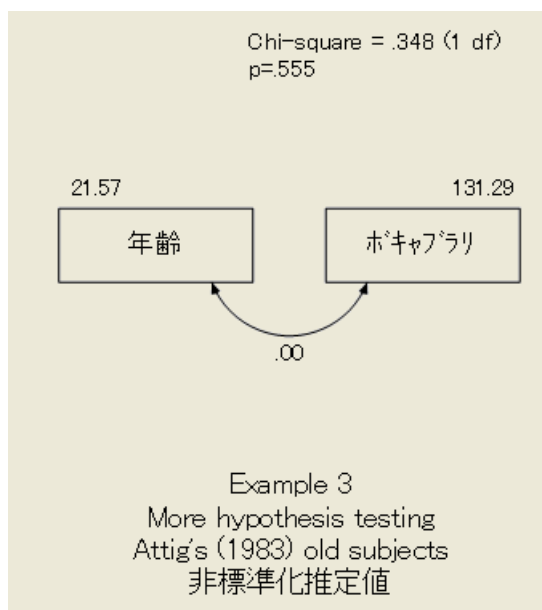 Chi-square = .348 (1 df)
p=.555
21.57
131.29
年齢
ボキャブラリ
.00
Example 3
More hypothesis testing
Attig's (1983) old subjects
非標準化推定値